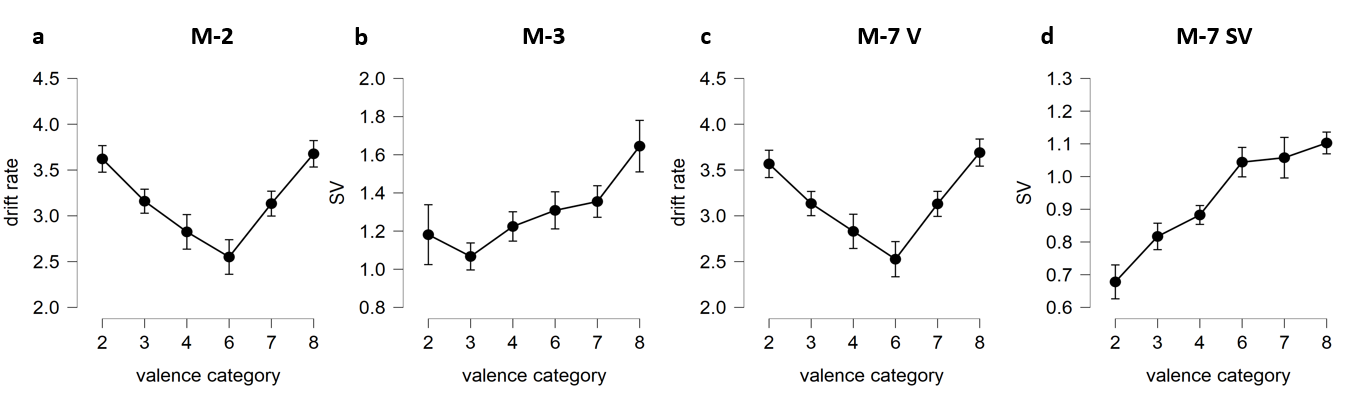 a M-2
4.5
4.0
3.5
3.0
2.5
2.0
drift rate
2 3 4 6 7 8
valence category
b M-3
2.0
1.8
1.6
1.4
1.2
1.0
0.8
SV
2 3 4 6 7 8
valence category
c M-7 V
4.5
4.0
3.5
3.0
2.5
2.0
drift rate
2 3 4 6 7 8
valence category
d M-7 SV
1.3
1.2
1.1
1.0
0.9
0.8
0.7
0.6
SV
2 3 4 6 7 8
valence category